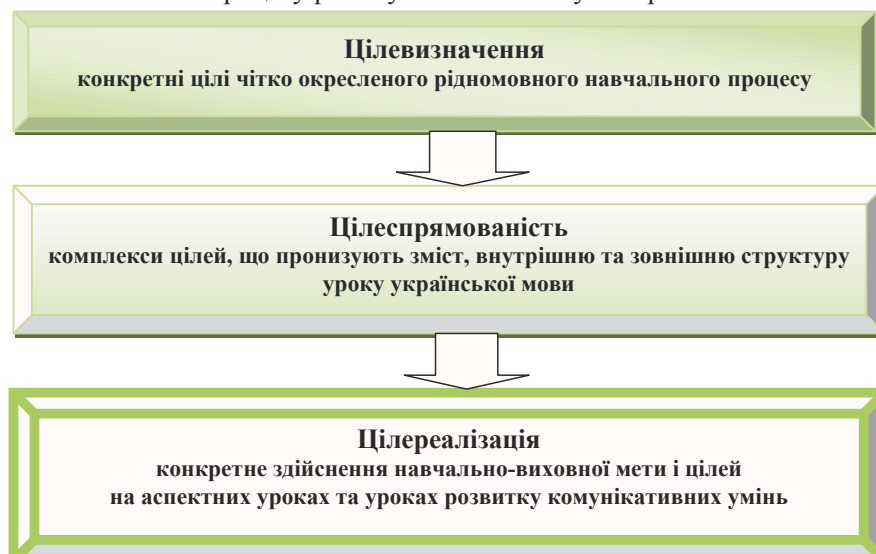 Цілевизначення
конкретні цілі чітко окресленого рідномовного навчального процесу
Цілеспрямованість
комплекси цілей, що пронизують зміст, внутрішню та зовнішню структуру
уроку української мови
Цілереалізація
конкретне здійснення навчально-виховної мети і цілей
на аспектних уроках та уроках розвитку комунікативних умінь